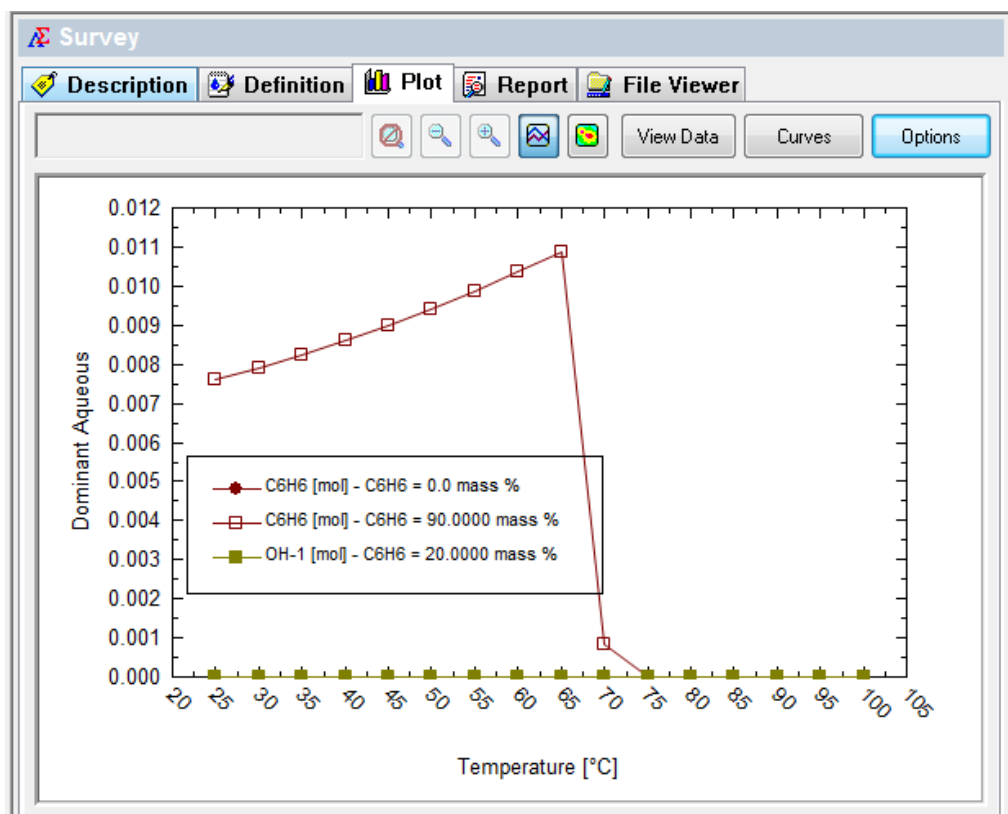 Survey
Description Definition Plot Report File Viewer
View Data Curves Options
0.012
0.011
0.010
0.009
0.008
0.007
0.006
0.005
0.004
0.003
0.002
0.001
0.000
Dominant Aqueous
C6H6 [mol] - C6H6 = 0.0 mass %
C6H6 [mol] - C6H6 = 90.0000 mass %
OH-1 [mol] - C6H6 = 20.0000 mass %
20 25 30 35 40 45 50 55 60 65 70 75 80 85 90 95 100 105
Temperature [°C]